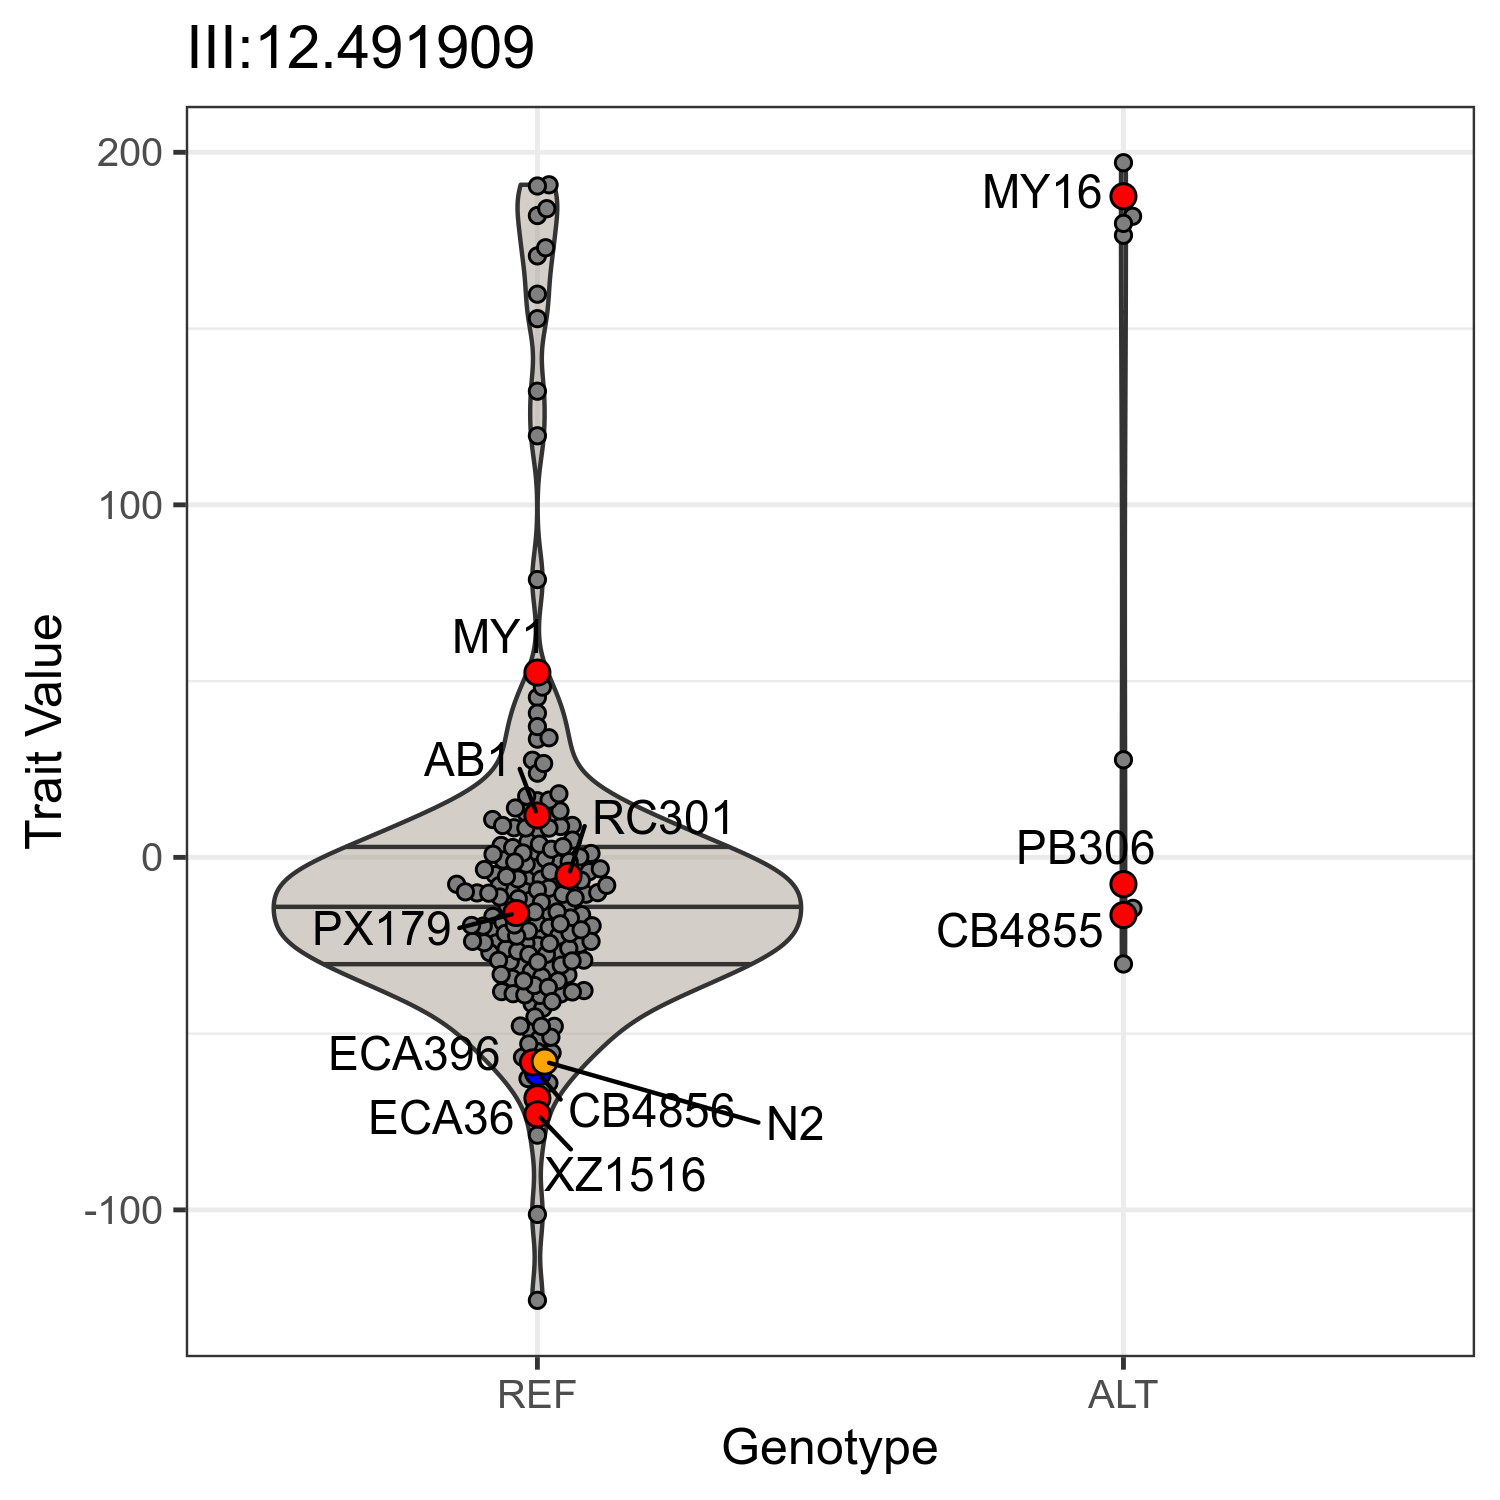 III:12.491909
200
100
0
-100
Trait Value
MY16
MY1
AB1
RC301
PB306
PX179
CB4855
ECA396
CB4856
ECA36
N2
XZ1516
REF
ALT
Genotype